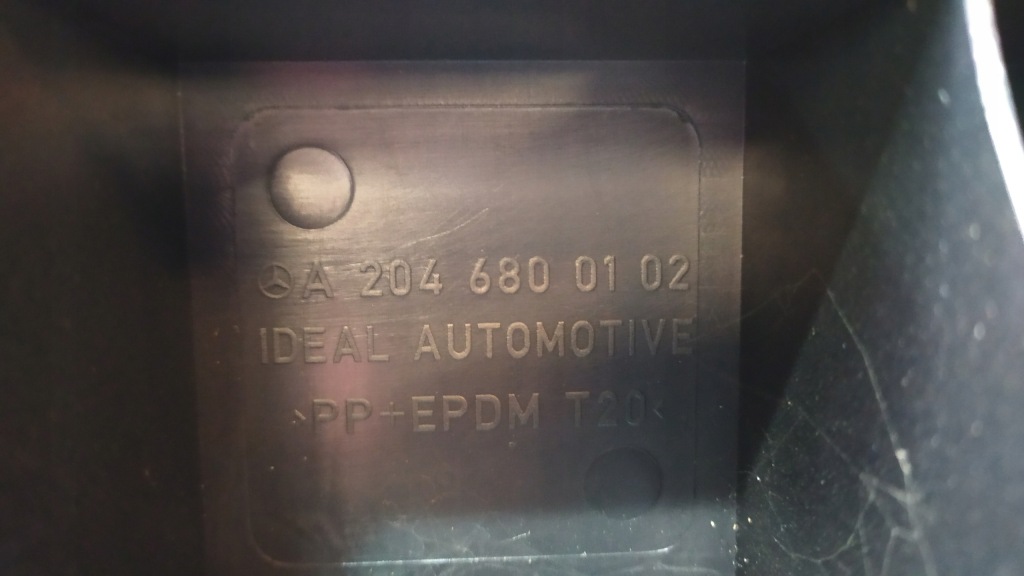 A 204 680 01 02
IDEAL AUTOMOTIVE
>PP+EPDM T20<